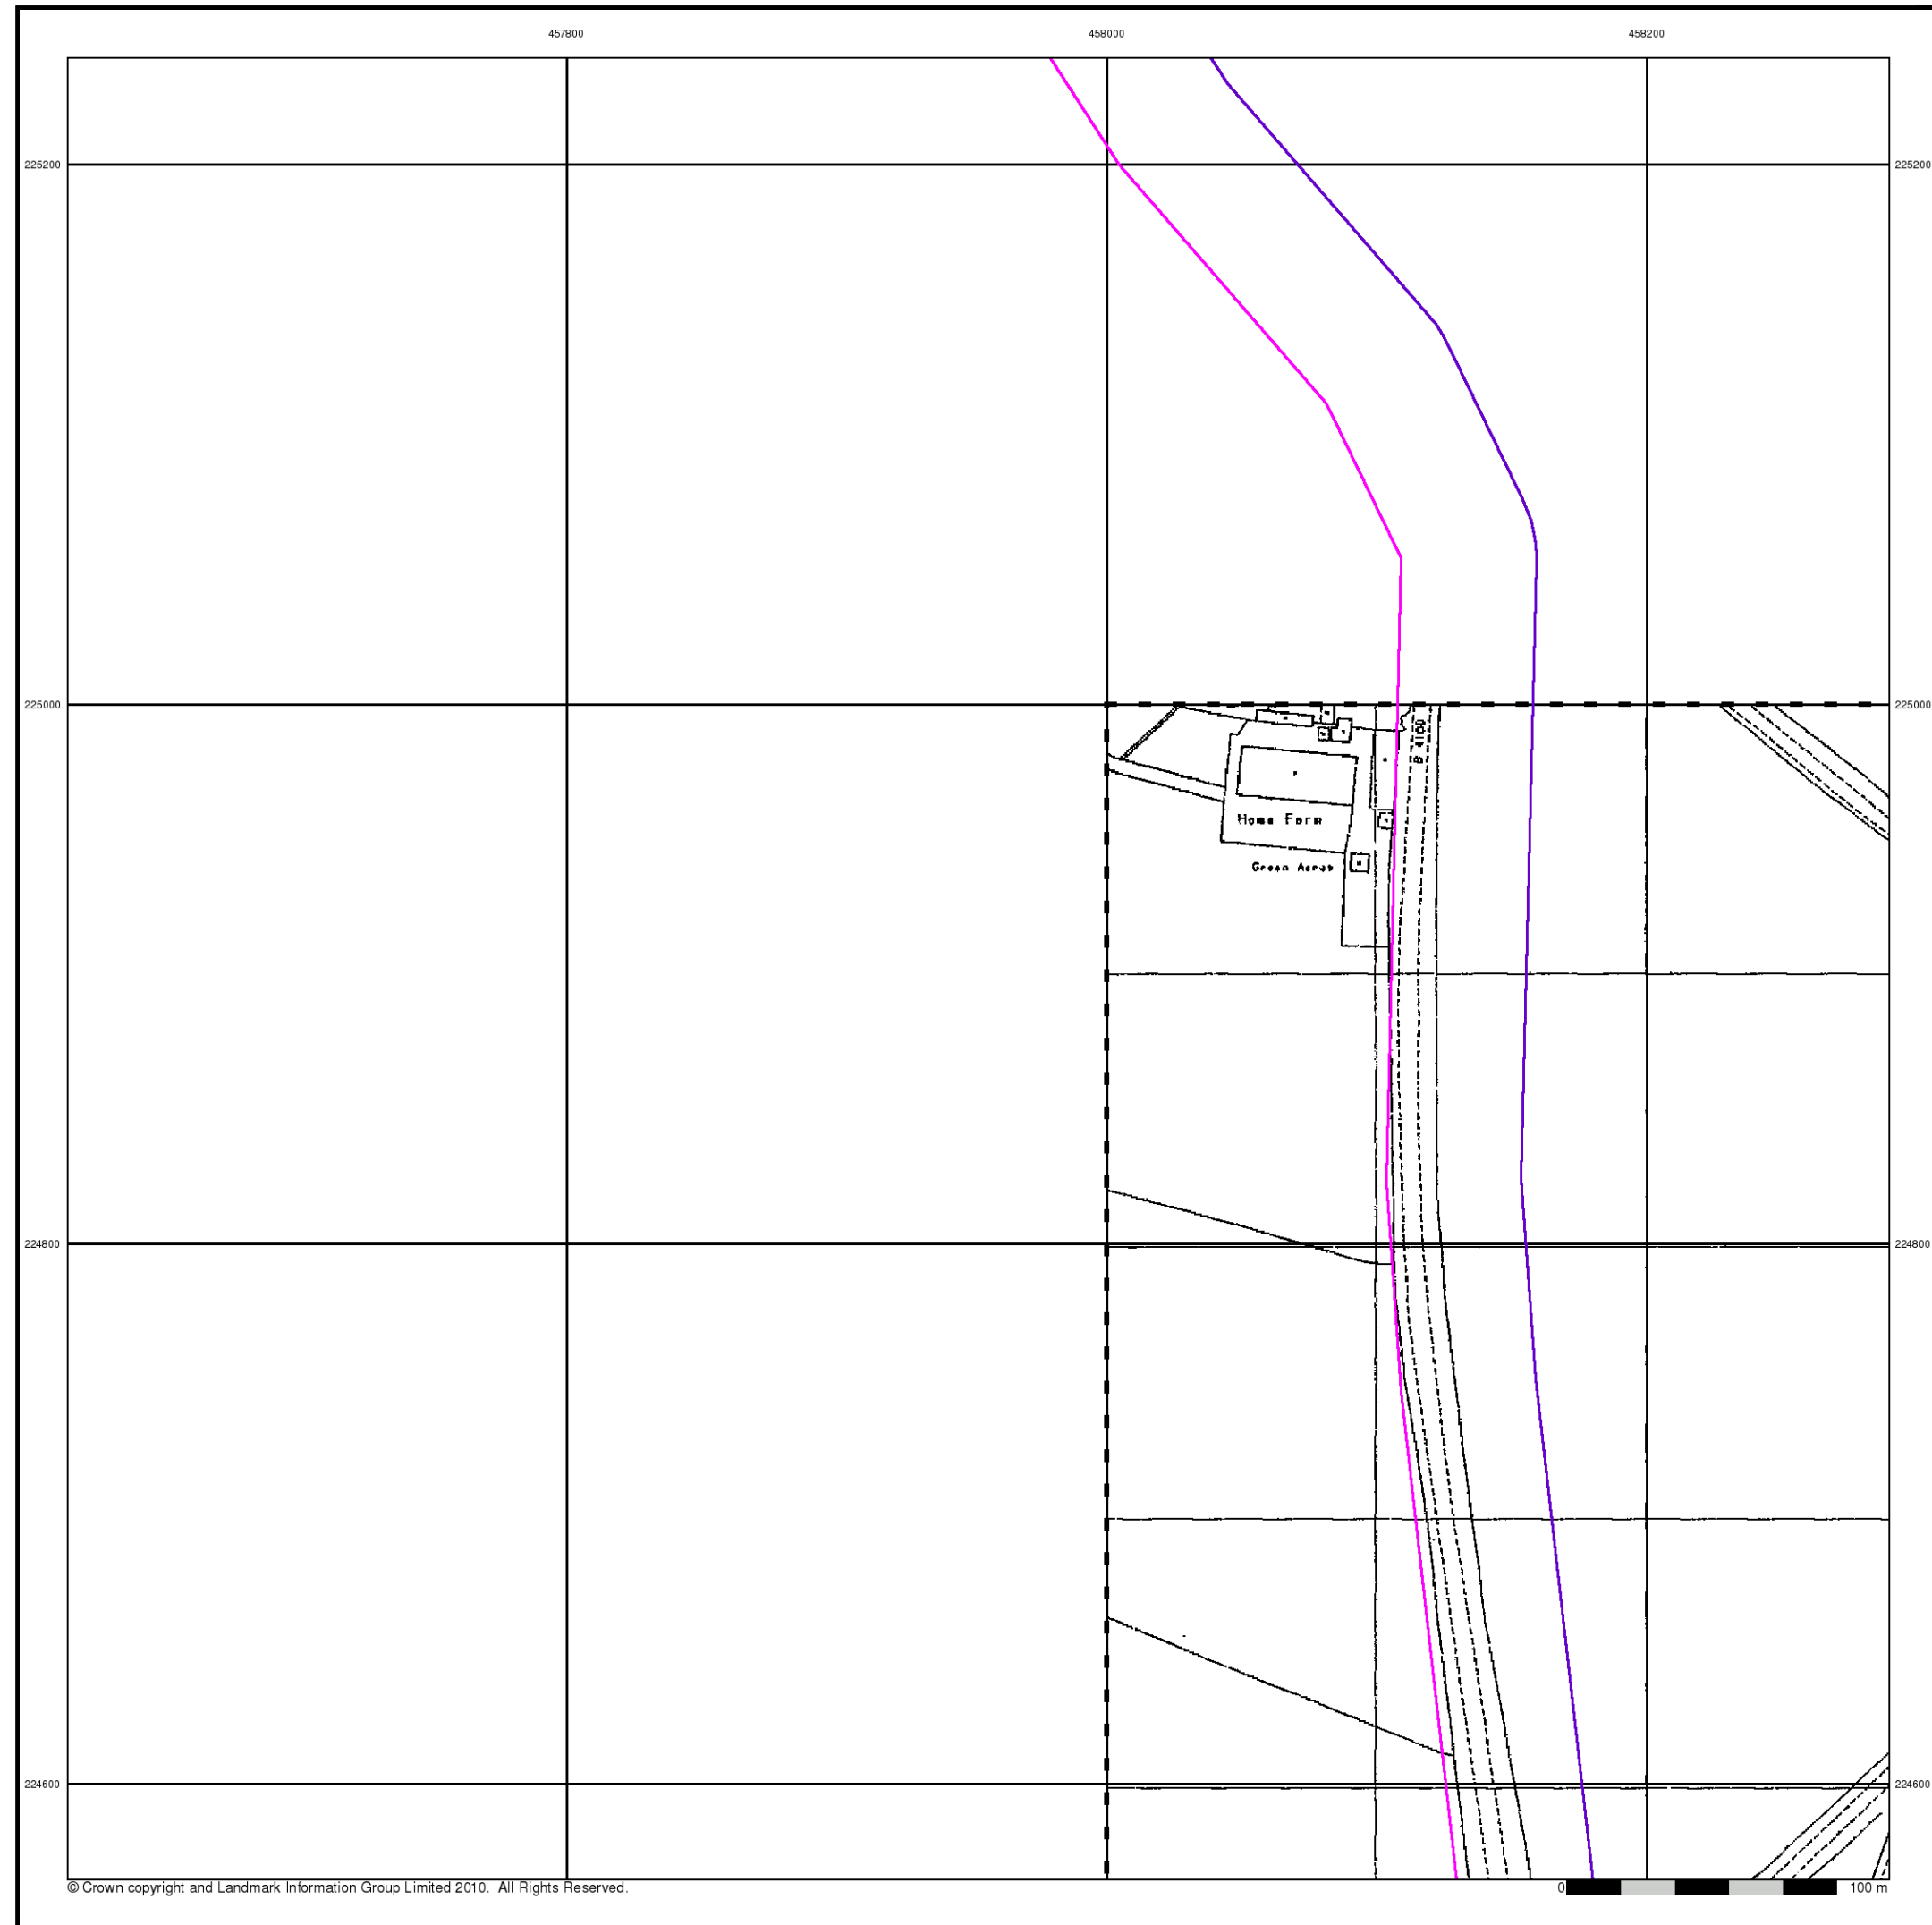 457800 458000 458200
225200 225200
225000 225000
B 4100
Home Farm
Green Acres
224800 224800
224600 224600
© Crown copyright and Landmark Information Group Limited 2010. All Rights Reserved.
0 100 m